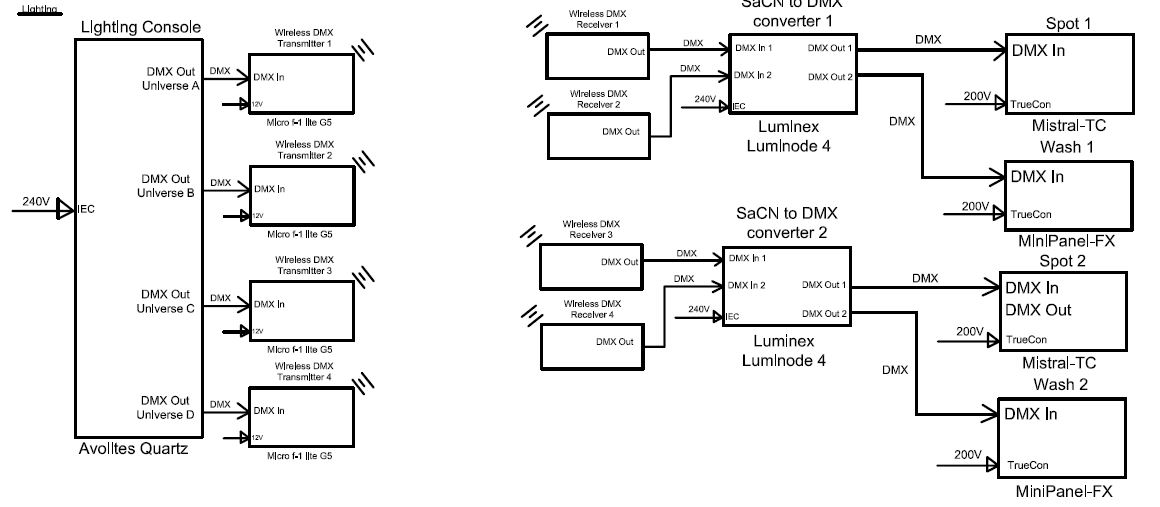 Lighting
Lighting Console
DMX Out
Universe A
DMX
Wireless DMX
Transmitter 1
DMX In
12V
Micro f-1 lite G5
DMX Out
Universe B
DMX
Wireless DMX
Transmitter 2
DMX In
12V
Micro f-1 lite G5
240V
IEC
DMX Out
Universe C
DMX
Wireless DMX
Transmitter 3
DMX In
12V
Micro f-1 lite G5
DMX Out
Universe D
DMX
Wireless DMX
Transmitter 4
DMX In
12V
Micro f-1 lite G5
Avolites Quartz
Wireless DMX
Receiver 1
DMX Out
DMX
Wireless DMX
Receiver 2
DMX Out
DMX
240V
SaCN to DMX
converter 1
DMX In 1
DMX Out 1
DMX In 2
DMX Out 2
IEC
Luminex
Luminode 4
DMX
DMX
Spot 1
DMX In
200V
TrueCon
Mistral-TC
Wash 1
DMX In
200V
TrueCon
MiniPanel-FX
Wireless DMX
Receiver 3
DMX Out
DMX
Wireless DMX
Receiver 4
DMX Out
DMX
240V
SaCN to DMX
converter 2
DMX In 1
DMX In 2
DMX Out 1
IEC
DMX Out 2
Luminex
Luminode 4
DMX
DMX
Spot 2
DMX In
DMX Out
200V
TrueCon
Mistral-TC
Wash 2
DMX In
200V
TrueCon
MiniPanel-FX